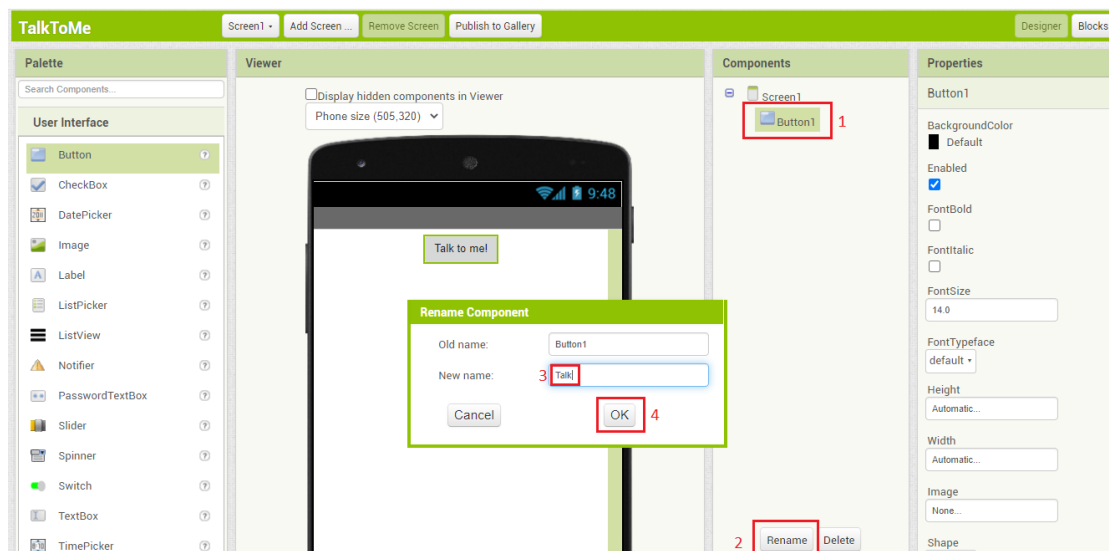 TalkToMe
Screen1
Add Screen ...
Remove Screen
Publish to Gallery
Designer
Blocks
Palette
Search Components...
User Interface
Button
CheckBox
DatePicker
Image
Label
ListPicker
ListView
Notifier
PasswordTextBox
Slider
Spinner
Switch
TextBox
TimePicker
Viewer
Display hidden components in Viewer
Phone size (505,320)
9:48
Talk to me!
Rename Component
Old name:
Button1
New name:
3
Talk
Cancel
OK
4
Components
Screen1
Button1
1
2
Rename
Delete
Properties
Button1
BackgroundColor
Default
Enabled
FontBold
FontItalic
FontSize
14.0
FontTypeface
default
Height
Automatic...
Width
Automatic...
Image
None...
Shape